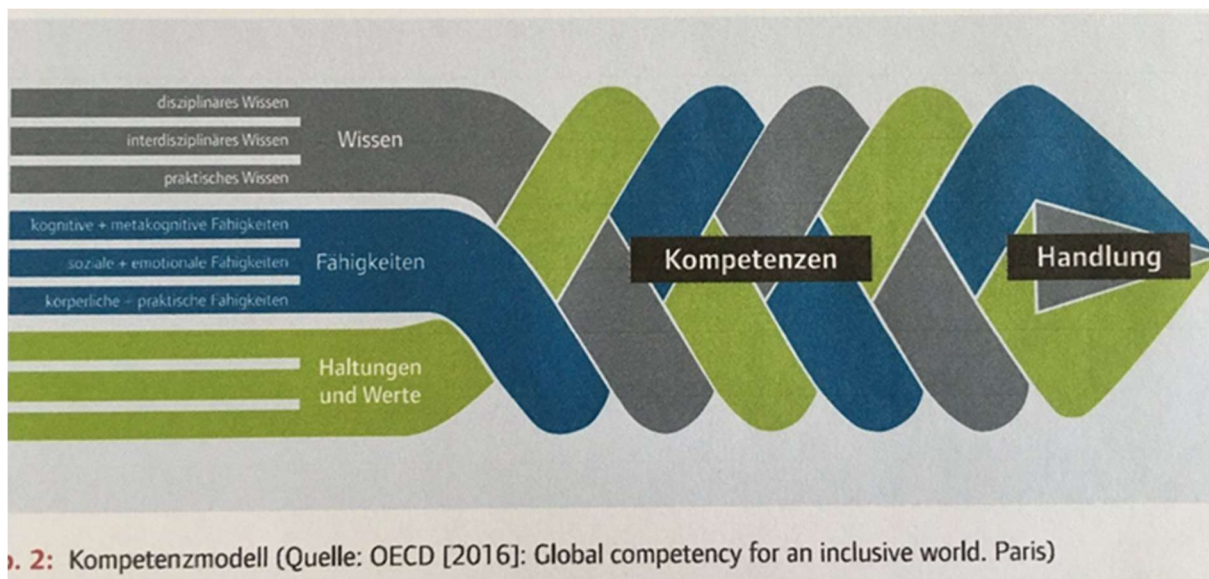 disziplinäres Wissen
interdisziplinäres Wissen
praktisches Wissen
Wissen
kognitive + metakognitive Fähigkeiten
soziale + emotionale Fähigkeiten
körperliche – praktische Fähigkeiten
Fähigkeiten
Haltungen
und Werte
Kompetenzen
Handlung
2: Kompetenzmodell (Quelle: OECD [2016]: Global competency for an inclusive world. Paris)